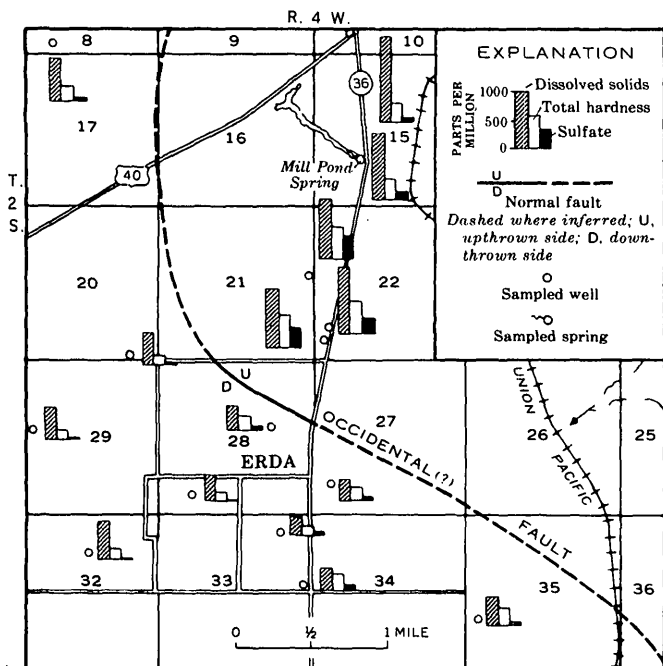 R. 4 W.
8
9
10
36
17
16
15
40
Mill Pond
Spring
T.
2
S.
20
21
22
U
D
29
28
27
26
25
ERDA
OCCIDENTAL(?)
FAULT
UNION
PACIFIC
32
33
34
35
36
0 ½ 1 MILE
EXPLANATION
PARTS PER
MILLION
1000
500
0
Dissolved solids
Total hardness
Sulfate
U
D
Normal fault
Dashed where inferred; U,
upthrown side; D, down-
thrown side
Sampled well
Sampled spring